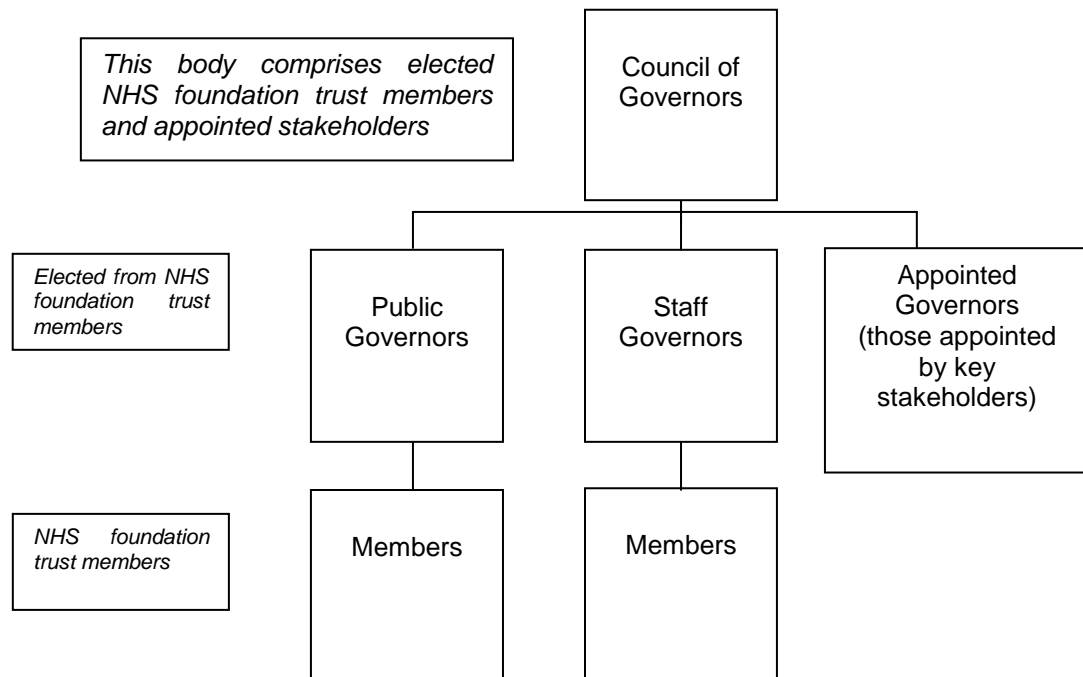 This body comprises elected
NHS foundation trust members
and appointed stakeholders
Council of
Governors
Elected from NHS
foundation trust
members
Public
Governors
Staff
Governors
Appointed
Governors
(those appointed
by key
stakeholders)
NHS foundation
trust members
Members
Members